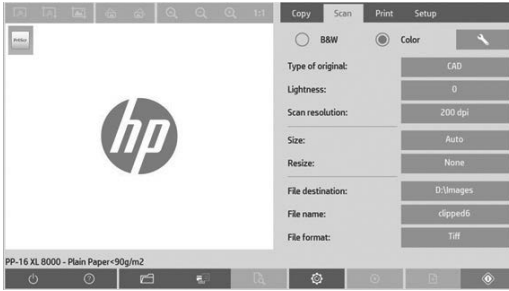 1:1
Copy Scan Print Setup
B&W Color
Type of original: CAD
Lightness: 0
Scan resolution: 200 dpi
Size: Auto
Resize: None
File destination: D:\Images
File name: clipped6
File format: Tiff
hp
PP-16 XL 8000 - Plain Paper<90g/m2